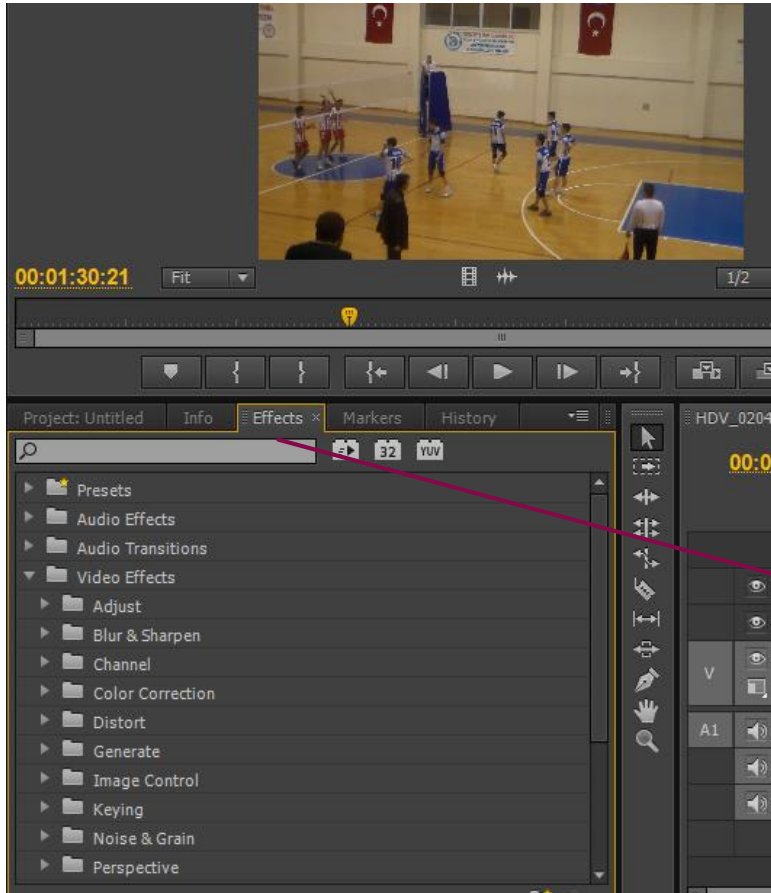 00:01:30:21 Fit 1/2
Project: Untitled Info Effects × Markers History
HDV_0204
32 YUV
00:0
Presets
Audio Effects
Audio Transitions
Video Effects
Adjust
Blur & Sharpen
Channel
Color Correction
Distort
Generate
Image Control
Keying
Noise & Grain
Perspective
V
A1